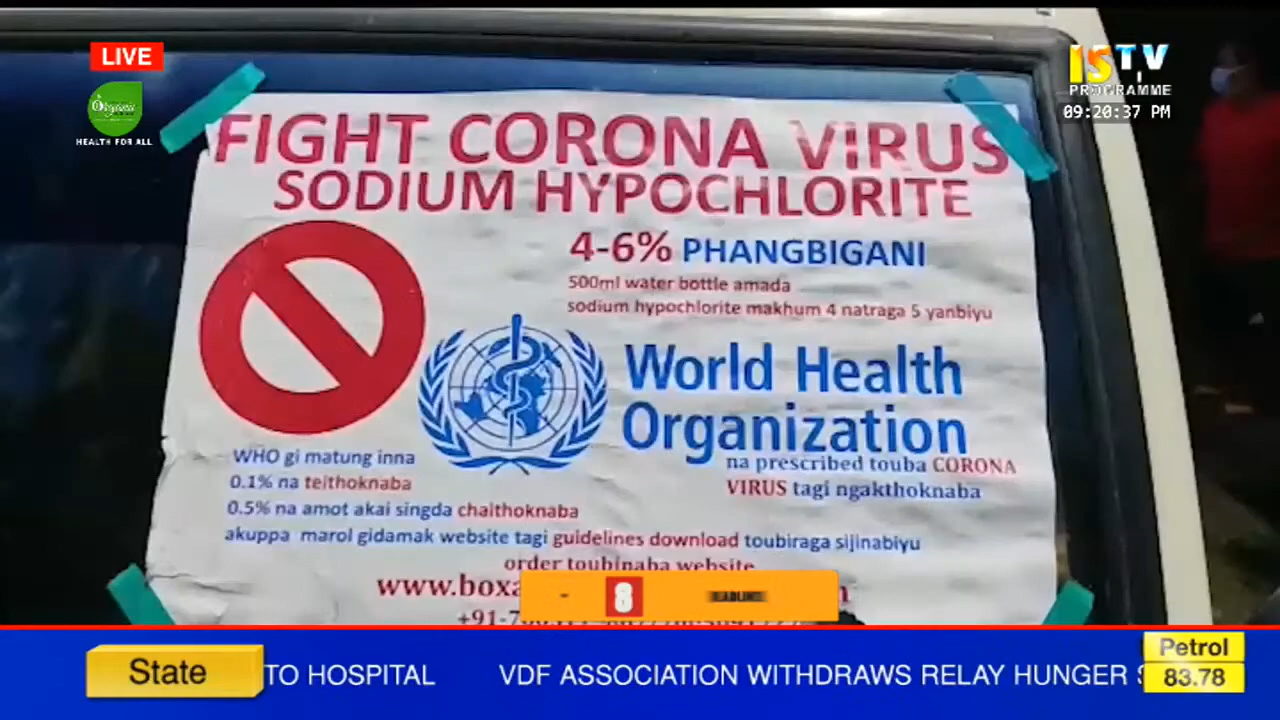 LIVE
Organic
HEALTH FOR ALL
ISTV
PROGRAMME
09:20:37 PM
FIGHT CORONA VIRUS
SODIUM HYPOCHLORITE
4-6% PHANGBIGANI
500ml water bottle amada
sodium hypochlorite makhum 4 natraga 5 yanbiyu
World Health
Organization
na prescribed touba CORONA
VIRUS tagi ngakthoknaba
WHO gi matung inna
0.1% na teithoknaba
0.5% na amot akai singda chaithoknaba
akuppa marol gidamak website tagi guidelines download toubiraga sijinabiyu
order toubinaba website
- 8 HEADLINES
State
TO HOSPITAL VDF ASSOCIATION WITHDRAWS RELAY HUNGER
Petrol
83.78